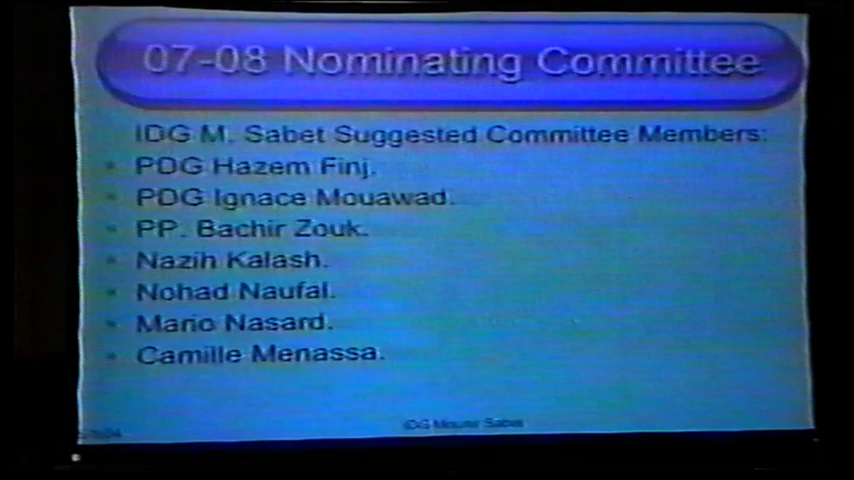 07-08 Nominating Committee
IDG M. Sabet Suggested Committee Members:
PDG Hazem Finj.
PDG Ignace Mouawad.
PP. Bachir Zouk.
Nazih Kalash.
Nohad Naufal.
Mario Nasard.
Camille Menassa.
IDG Mounir Sabet